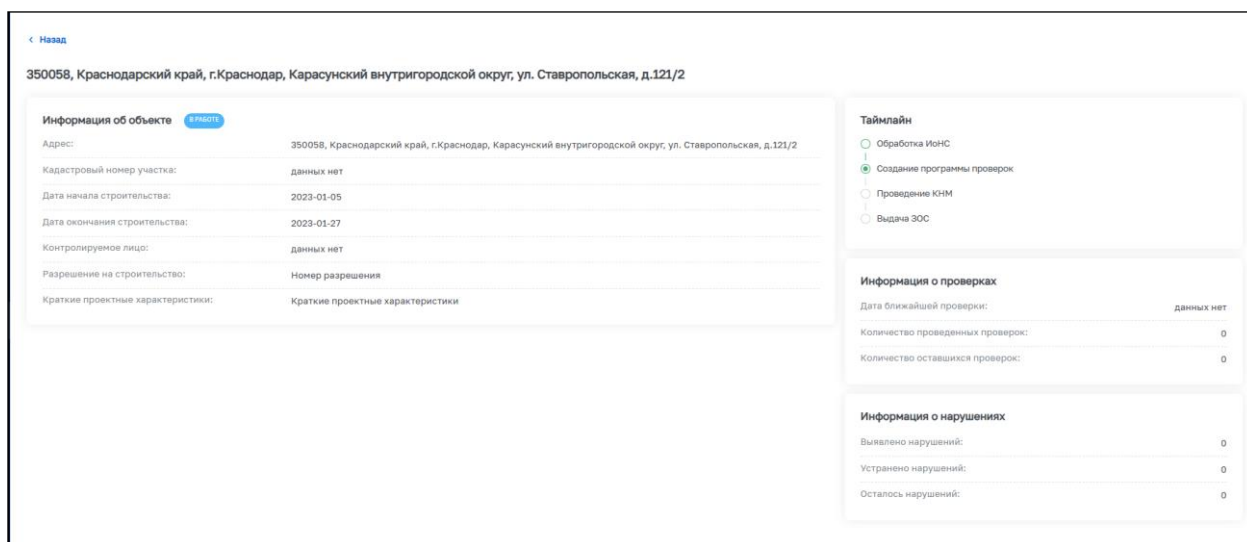 Назад
350058, Краснодарский край, г.Краснодар, Карасунский внутригородской округ, ул. Ставропольская, д.121/2
Информация об объекте В РАБОТЕ
Адрес: 350058, Краснодарский край, г.Краснодар, Карасунский внутригородской округ, ул. Ставропольская, д.121/2
Кадастровый номер участка: данных нет
Дата начала строительства: 2023-01-05
Дата окончания строительства: 2023-01-27
Контролируемое лицо: данных нет
Разрешение на строительство: Номер разрешения
Краткие проектные характеристики: Краткие проектные характеристики
Таймлайн
Обработка ИоНС
Создание программы проверок
Проведение КНМ
Выдача ЗОС
Информация о проверках
Дата ближайшей проверки: данных нет
Количество проведенных проверок: 0
Количество оставшихся проверок: 0
Информация о нарушениях
Выявлено нарушений: 0
Устранено нарушений: 0
Осталось нарушений: 0